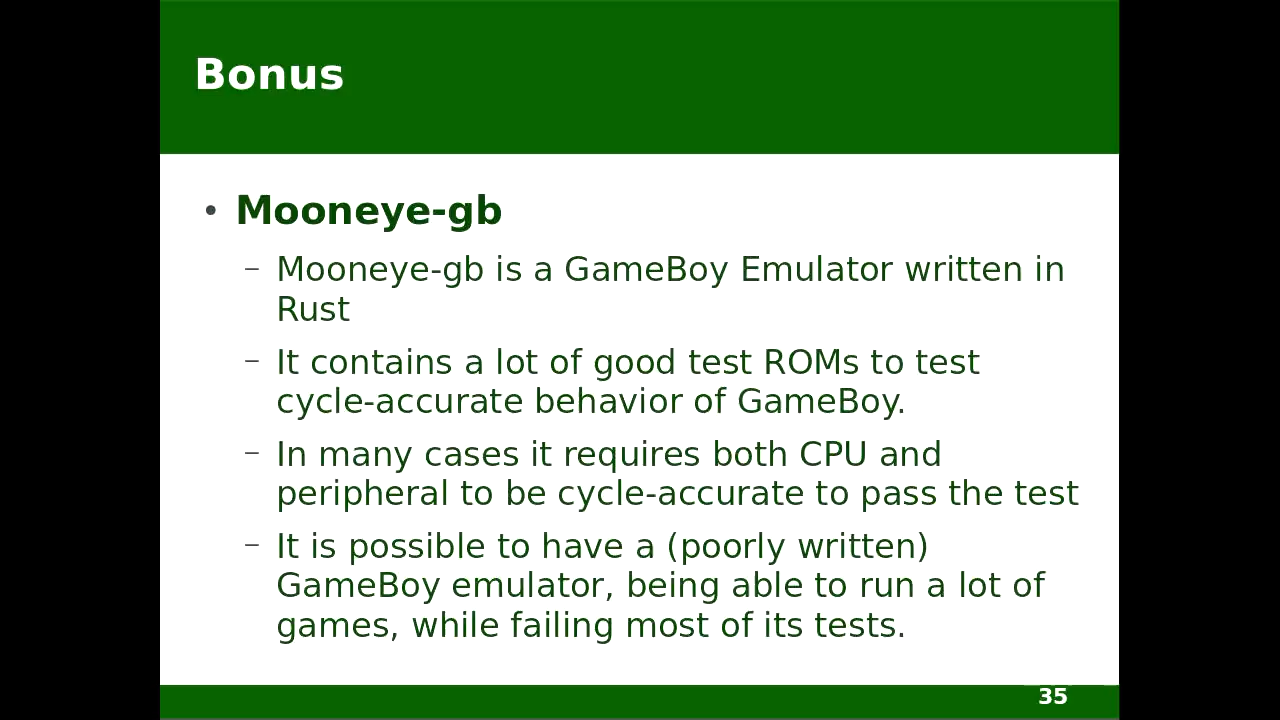 Bonus
• Mooneye-gb
– Mooneye-gb is a GameBoy Emulator written in
Rust
– It contains a lot of good test ROMs to test
cycle-accurate behavior of GameBoy.
– In many cases it requires both CPU and
peripheral to be cycle-accurate to pass the test
– It is possible to have a (poorly written)
GameBoy emulator, being able to run a lot of
games, while failing most of its tests.
35